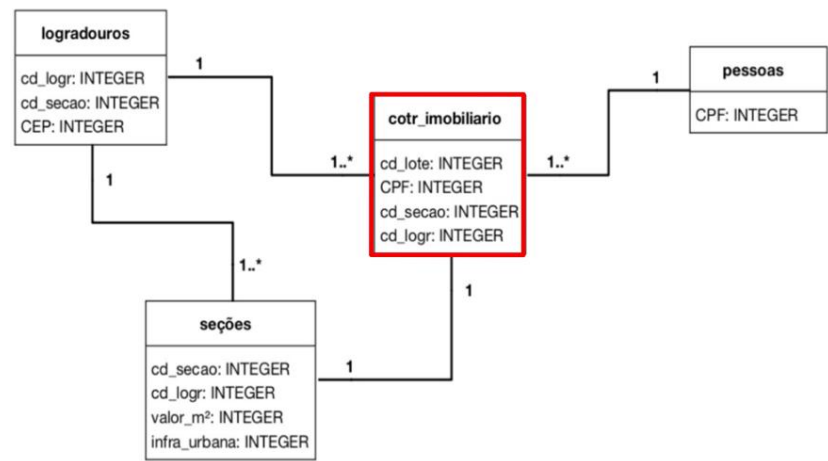 logradouros
cd_logr: INTEGER
cd_secao: INTEGER
CEP: INTEGER
1
1..*
cotr_imobiliario
cd_lote: INTEGER
CPF: INTEGER
cd_secao: INTEGER
cd_logr: INTEGER
1
1..*
pessoas
CPF: INTEGER
1
1..*
seções
cd_secao: INTEGER
cd_logr: INTEGER
valor_m²: INTEGER
infra_urbana: INTEGER
1
1